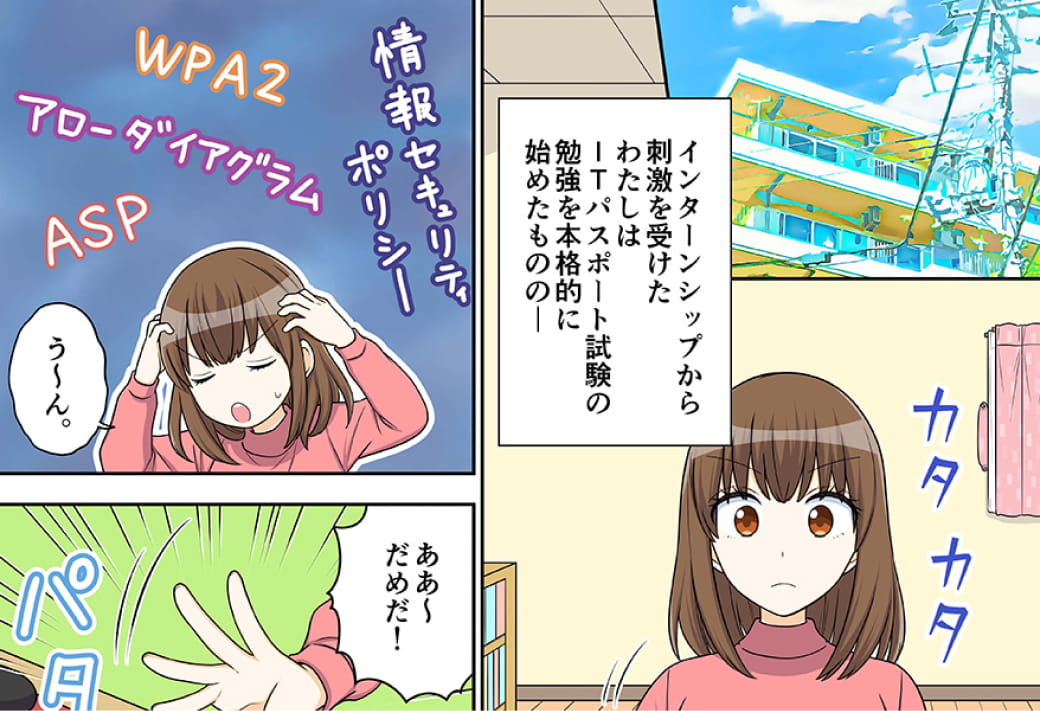 インターンシップから
刺激を受けた
わたしは
ITパスポート試験の
勉強を本格的に
始めたものの―
カタ
カタ
情報セキュリティ
ポリシー
WPA2
アローダイアグラム
ASP
う〜ん。
ああ〜
だめだ！
パタ